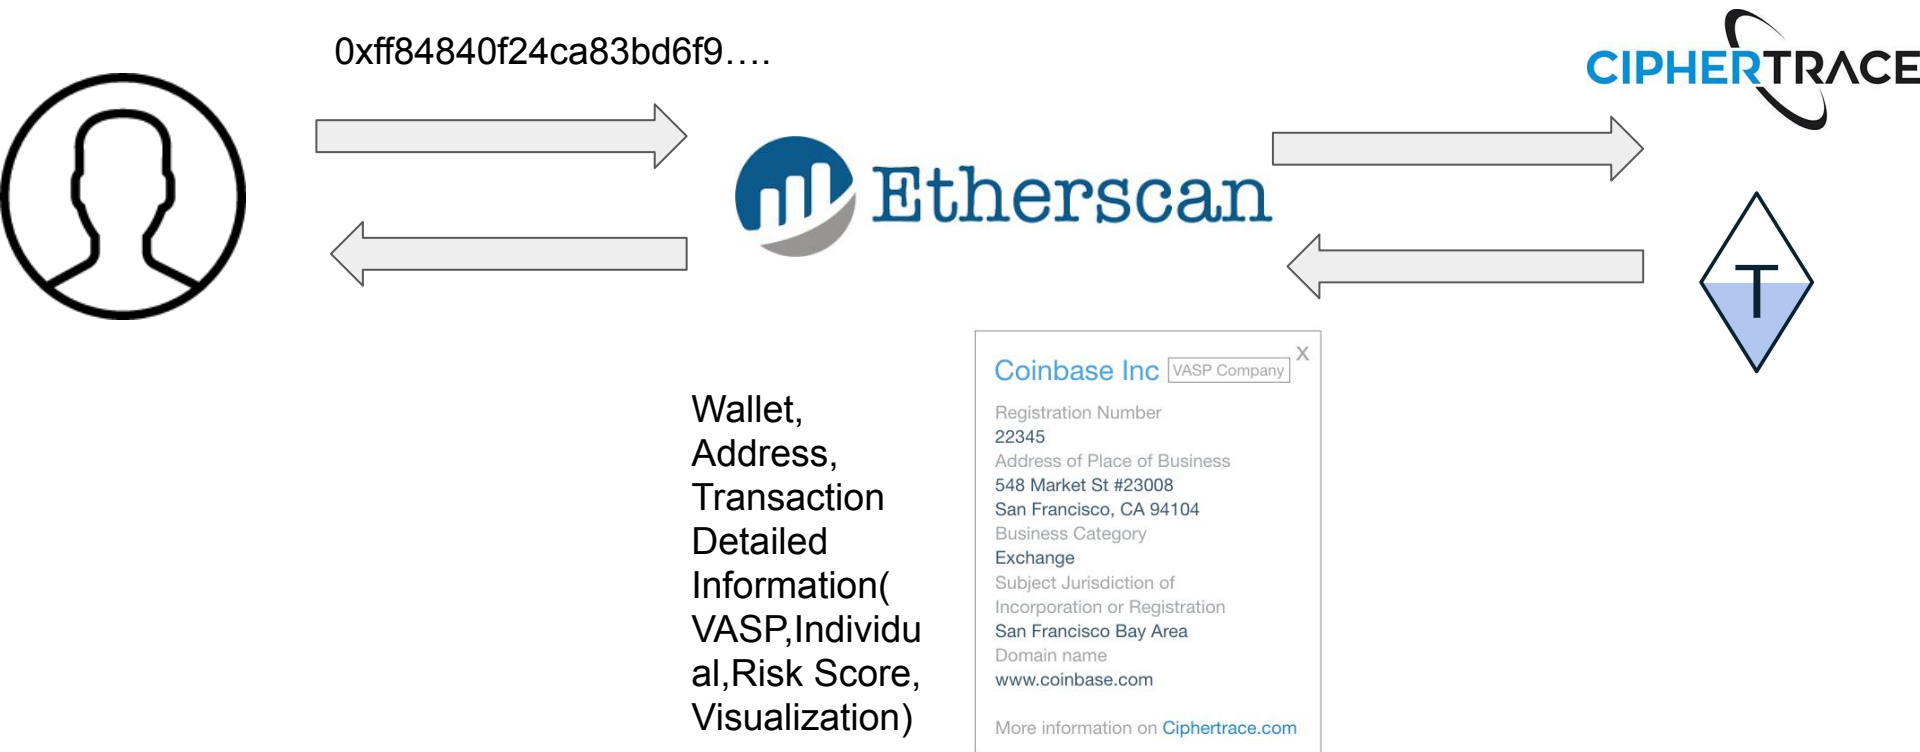 0xff84840f24ca83bd6f9....
CIPHERTRACE
Etherscan
T
Wallet,
Address,
Transaction
Detailed
Information(
VASP,Individu
al,Risk Score,
Visualization)
Coinbase Inc VASP Company X
Registration Number
22345
Address of Place of Business
548 Market St #23008
San Francisco, CA 94104
Business Category
Exchange
Subject Jurisdiction of
Incorporation or Registration
San Francisco Bay Area
Domain name
www.coinbase.com
More information on Ciphertrace.com